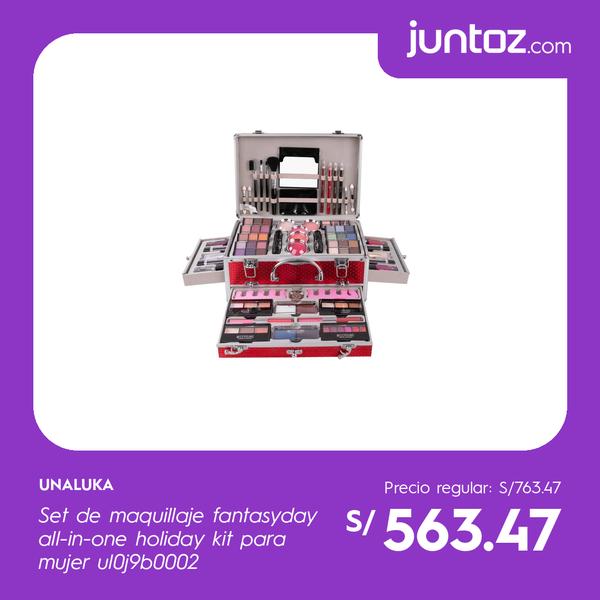 juntoz.com
UNALUKA
Set de maquillaje fantasyday
all-in-one holiday kit para
mujer ul0j9b0002
Precio regular: S/763.47
S/ 563.47